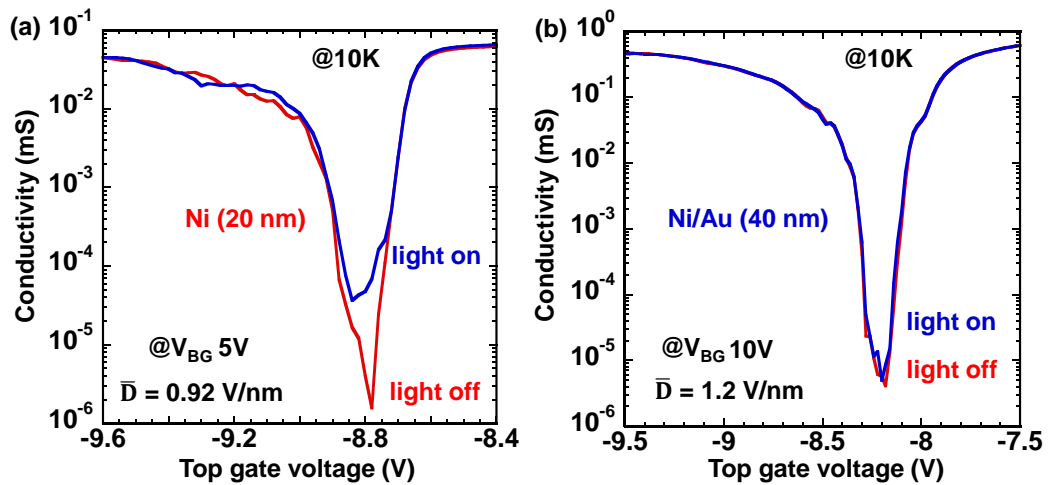 (a)
10^-1
10^-2
10^-3
10^-4
10^-5
10^-6
Conductivity (mS)
@10K
Ni (20 nm)
light on
@V_BG 5V
D̅ = 0.92 V/nm
light off
-9.6
-9.2
-8.8
-8.4
Top gate voltage (V)
(b)
10^0
10^-1
10^-2
10^-3
10^-4
10^-5
10^-6
Conductivity (mS)
@10K
Ni/Au (40 nm)
light on
@V_BG 10V
light off
D̅ = 1.2 V/nm
-9.5
-9
-8.5
-8
-7.5
Top gate voltage (V)